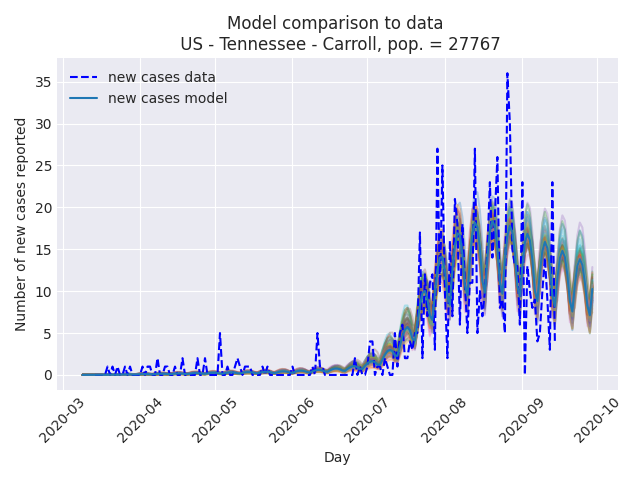 Model comparison to data
US - Tennessee - Carroll, pop. = 27767
new cases data
new cases model
Number of new cases reported
35
30
25
20
15
10
5
0
2020-03
2020-04
2020-05
2020-06
2020-07
2020-08
2020-09
2020-10
Day